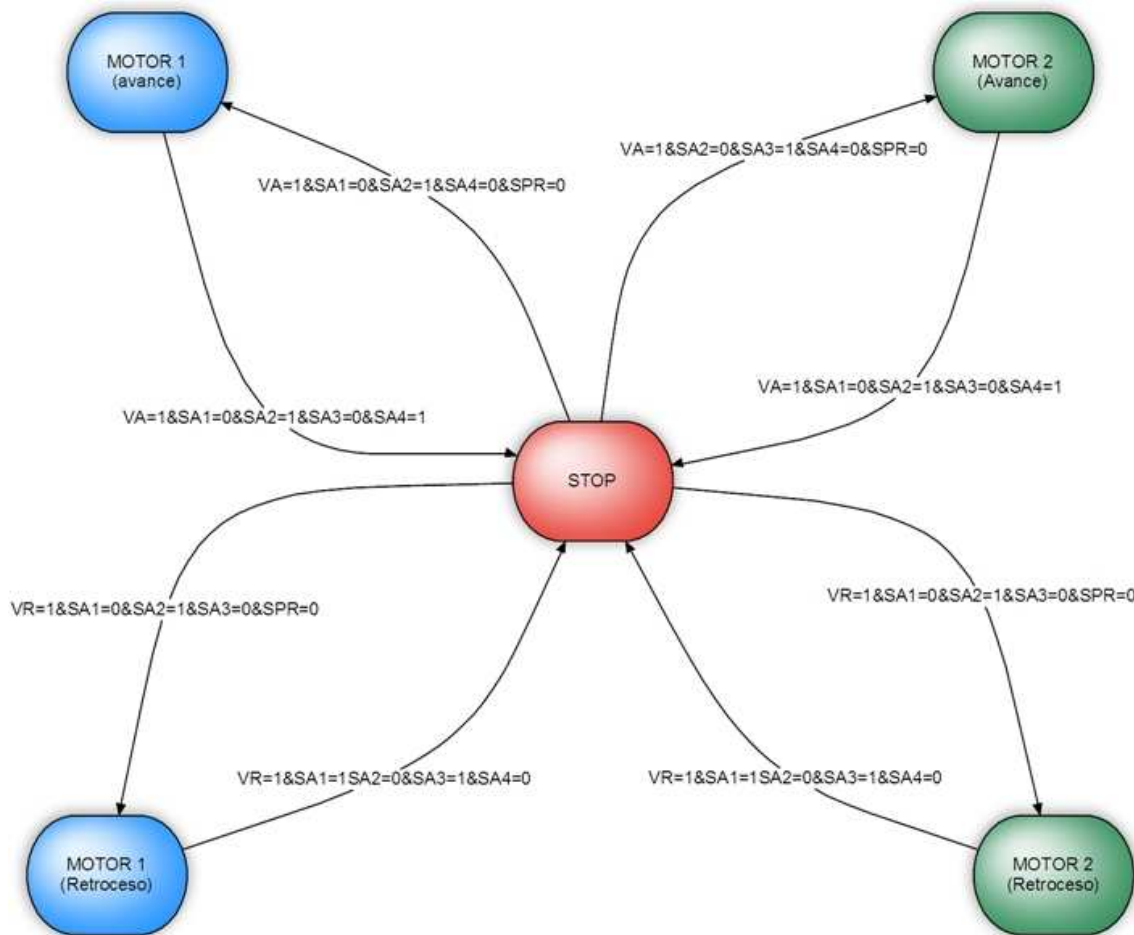 MOTOR 1
(avance)
MOTOR 2
(Avance)
VA=1&SA2=0&SA3=1&SA4=0&SPR=0
VA=1&SA1=0&SA2=1&SA4=0&SPR=0
VA=1&SA1=0&SA2=1&SA3=0&SA4=1
VA=1&SA1=0&SA2=1&SA3=0&SA4=1
STOP
VR=1&SA1=0&SA2=1&SA3=0&SPR=0
VR=1&SA1=0&SA2=1&SA3=0&SPR=0
VR=1&SA1=1SA2=0&SA3=1&SA4=0
VR=1&SA1=1SA2=0&SA3=1&SA4=0
MOTOR 1
(Retroceso)
MOTOR 2
(Retroceso)